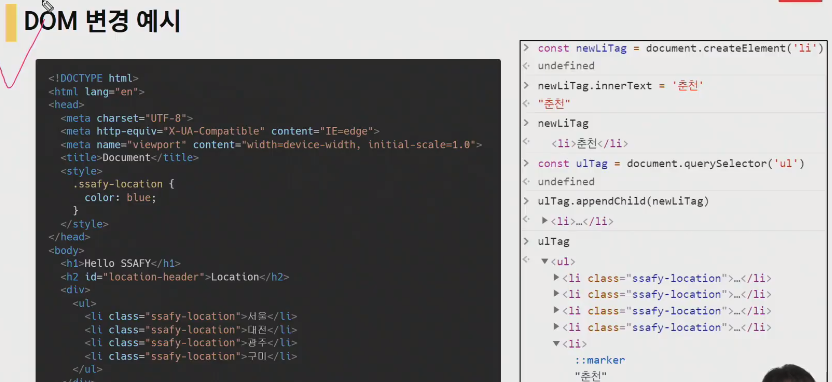 DOM 변경 예시
<!DOCTYPE html>
<html lang="en">
<head>
<meta charset="UTF-8">
<meta http-equiv="X-UA-Compatible" content="IE=edge">
<meta name="viewport" content="width=device-width, initial-scale=1.0">
<title>Document</title>
<style>
.ssafy-location {
color: blue;
}
</style>
</head>
<body>
<h1>Hello SSAFY</h1>
<h2 id="location-header">Location</h2>
<div>
<ul>
<li class="ssafy-location">서울</li>
<li class="ssafy-location">대전</li>
<li class="ssafy-location">광주</li>
<li class="ssafy-location">구미</li>
</ul>
</div>
> const newLiTag = document.createElement('li')
undefined
> newLiTag.innerText = '춘천'
"춘천"
> newLiTag
<li>춘천</li>
> const ulTag = document.querySelector('ul')
undefined
> ulTag.appendChild(newLiTag)
▶<li>…</li>
> ulTag
▼<ul>
▶<li class="ssafy-location">…</li>
▶<li class="ssafy-location">…</li>
▶<li class="ssafy-location">…</li>
▶<li class="ssafy-location">…</li>
▼<li>
::marker
"춘천"